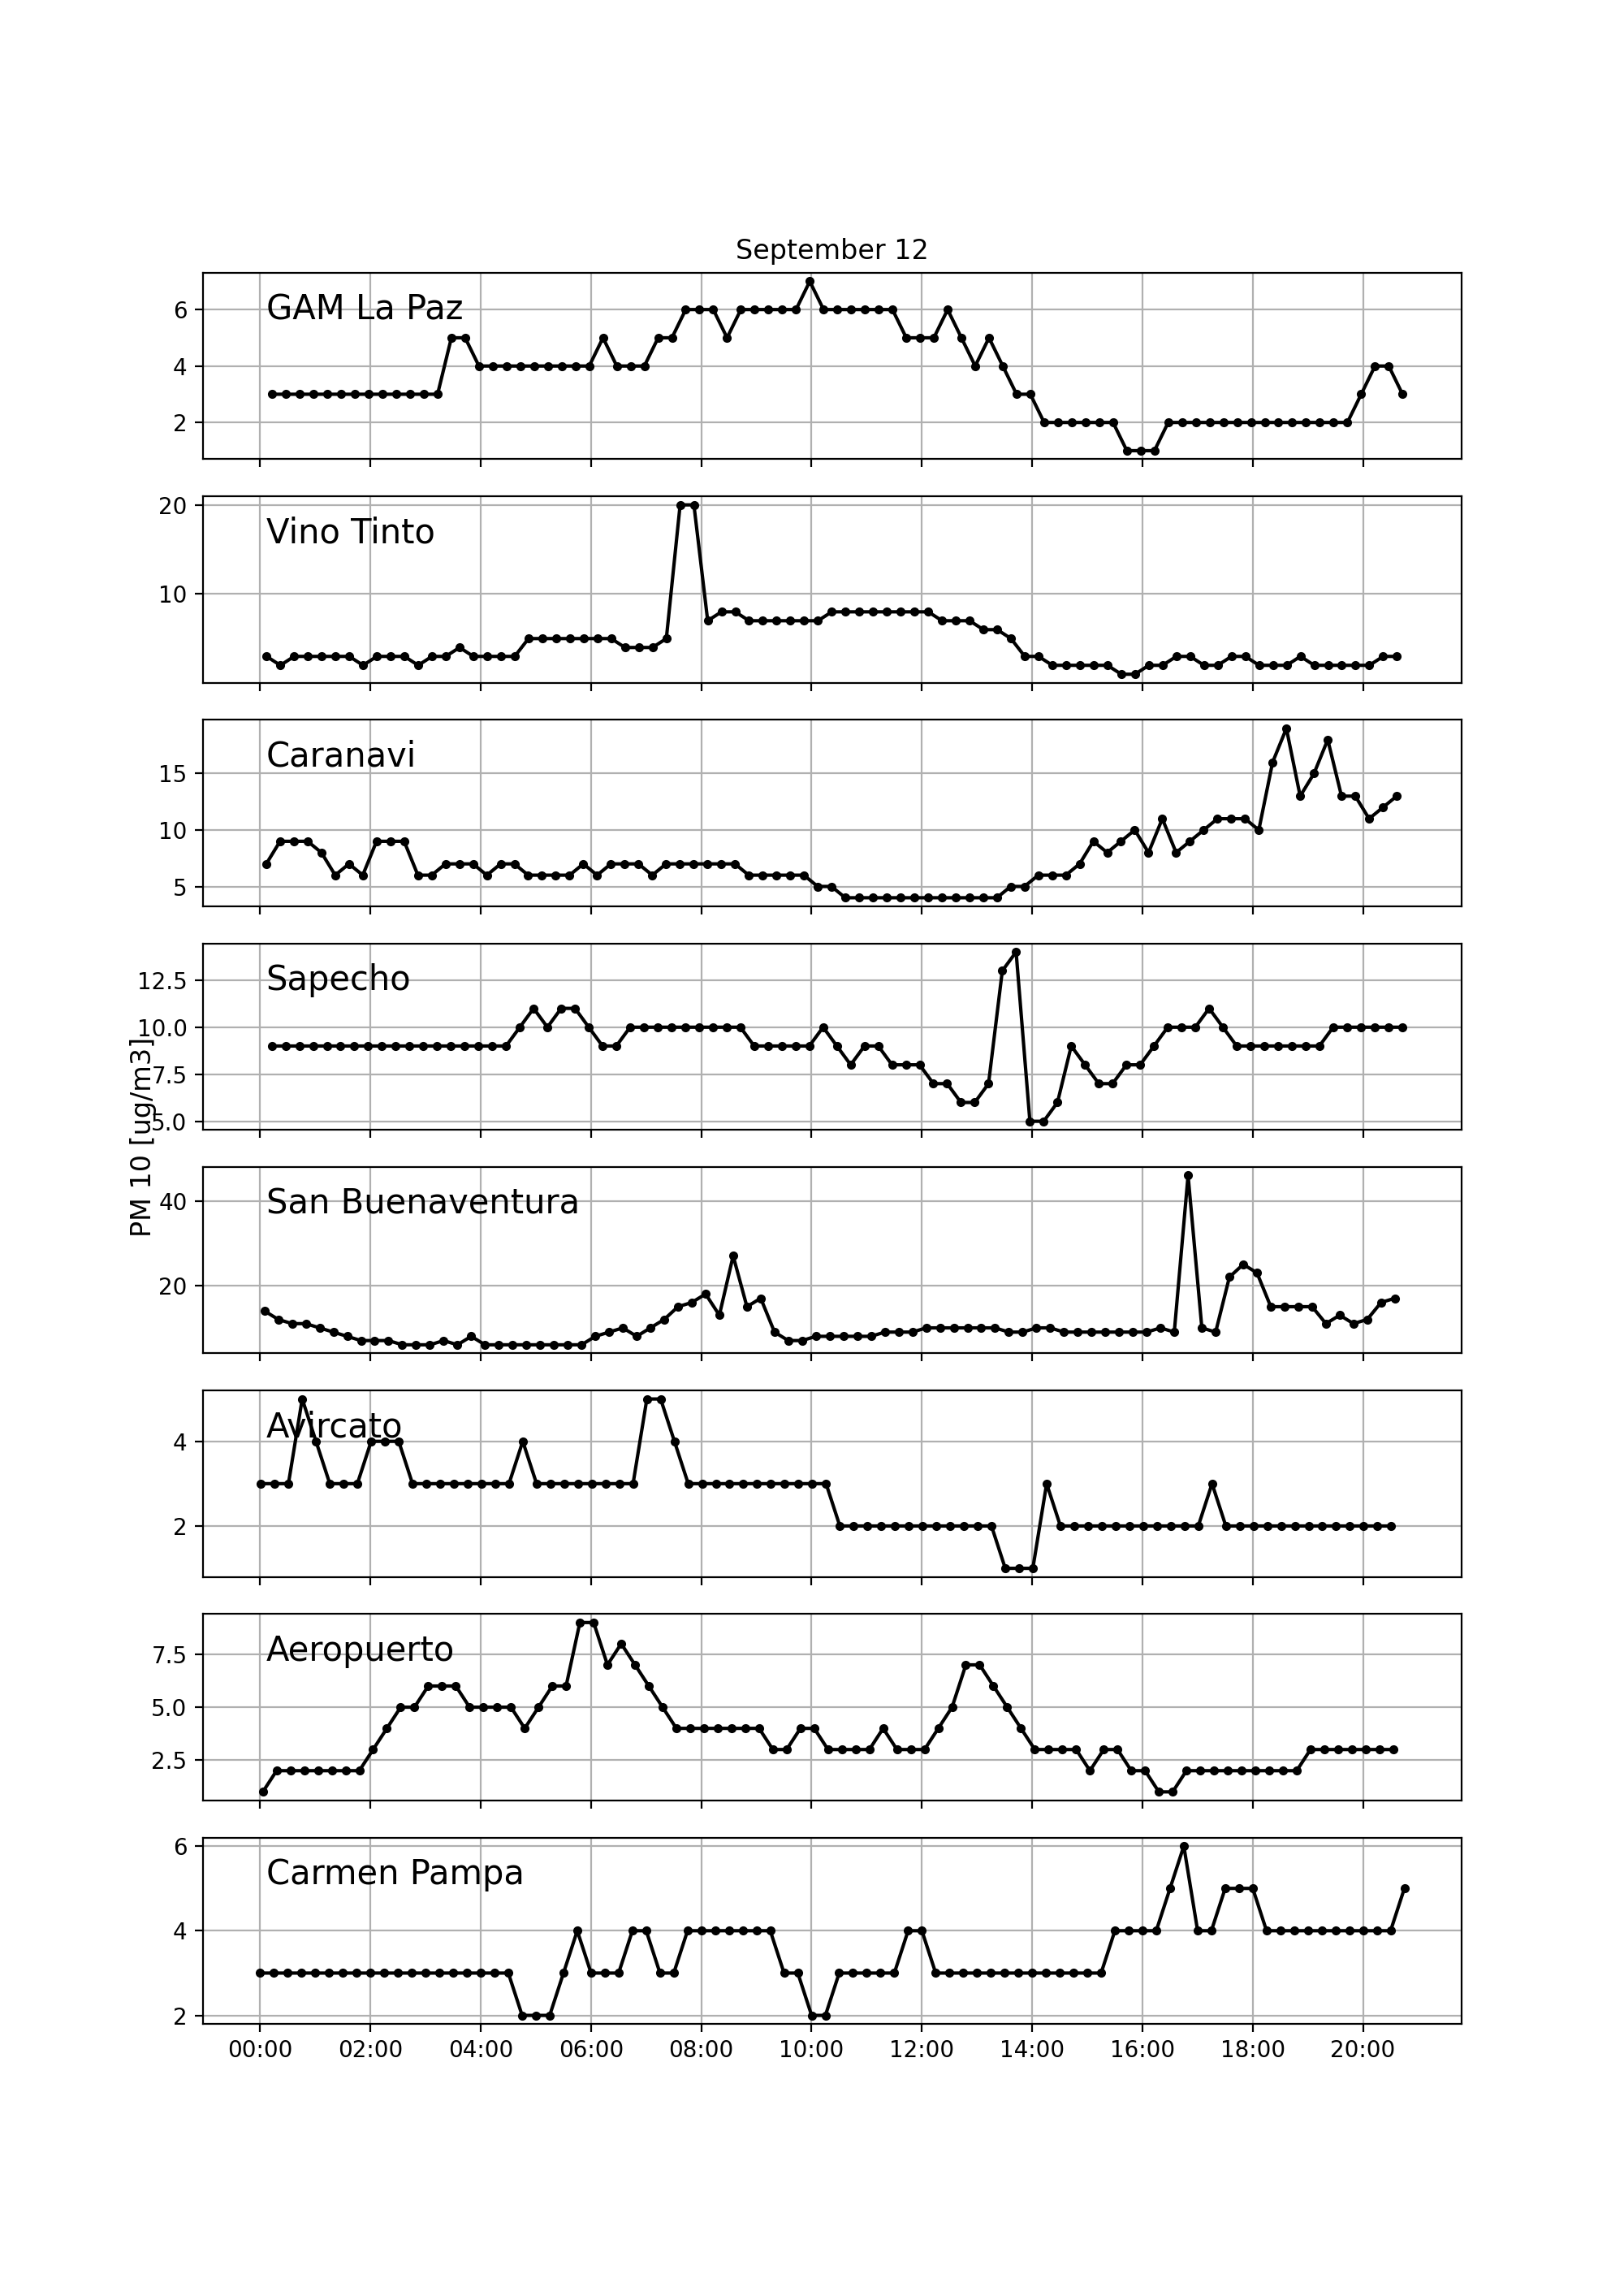 September 12
GAM La Paz
6
4
2
Vino Tinto
20
10
Caranavi
15
10
5
Sapecho
12.5
10.0
7.5
5.0
PM 10 [ug/m3]
San Buenaventura
40
20
Avircato
4
2
Aeropuerto
7.5
5.0
2.5
Carmen Pampa
6
4
2
00:00 02:00 04:00 06:00 08:00 10:00 12:00 14:00 16:00 18:00 20:00